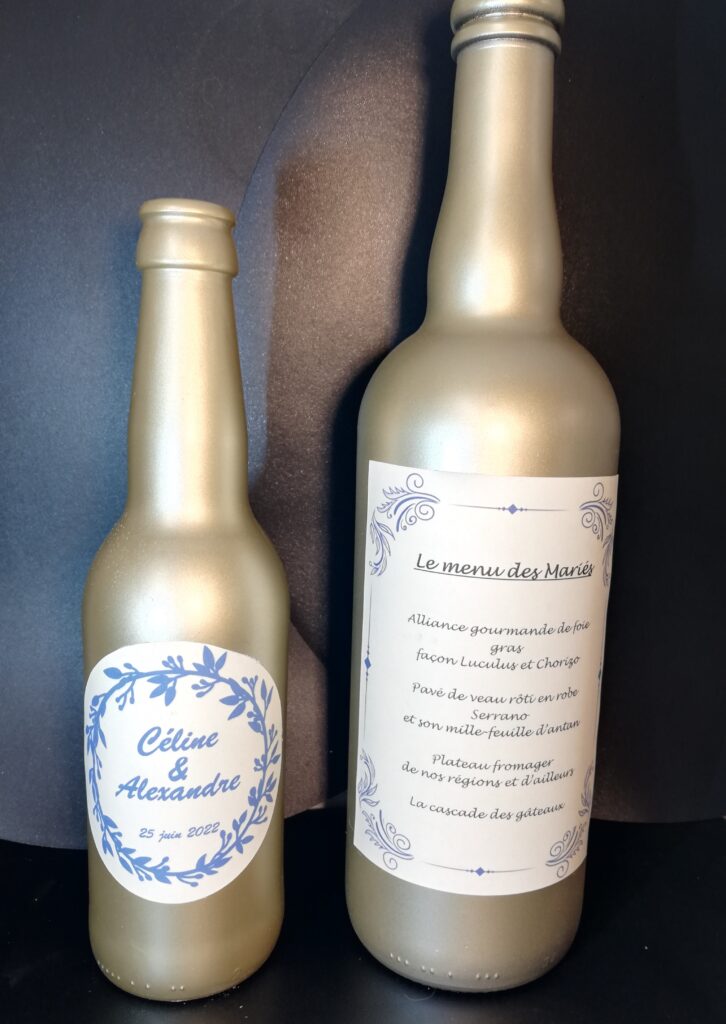 Céline
&
Alexandre
25 juin 2022
Le menu des Mariés
Alliance gourmande de foie
gras
façon Luculus et Chorizo
Pavé de veau rôti en robe
Serrano
et son mille-feuille d'antan
Plateau fromager
de nos régions et d'ailleurs
La cascade des gâteaux